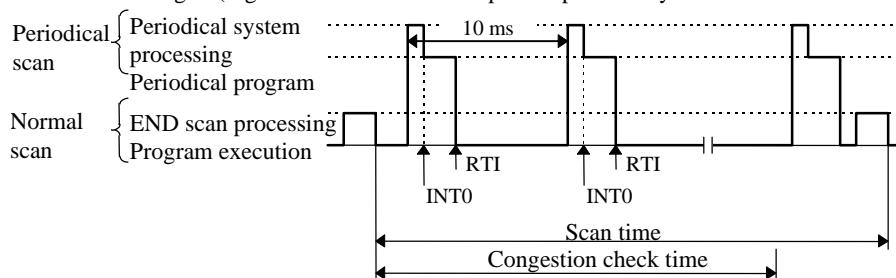 10 ms
Periodical scan
Periodical system processing
Periodical program
Normal scan
END scan processing
Program execution
RTI
RTI
INT0
INT0
Scan time
Congestion check time